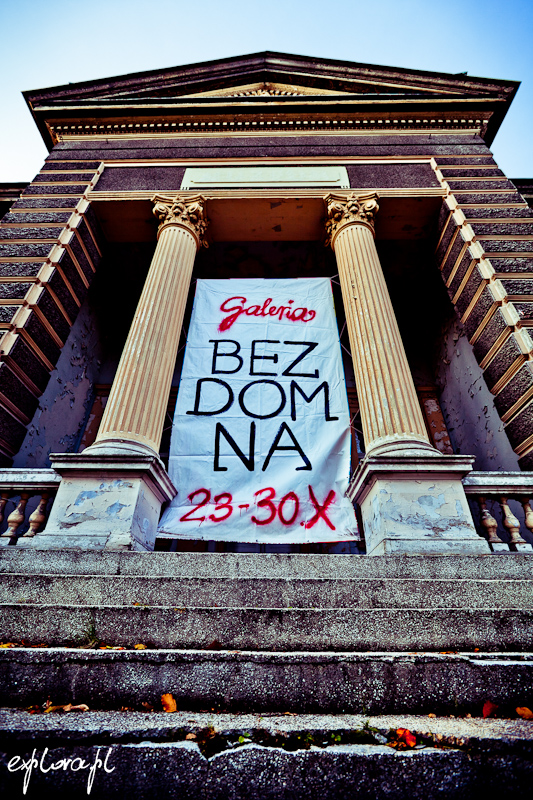 Galeria
BEZ
DOM
NA
23-30.X
explora.pl